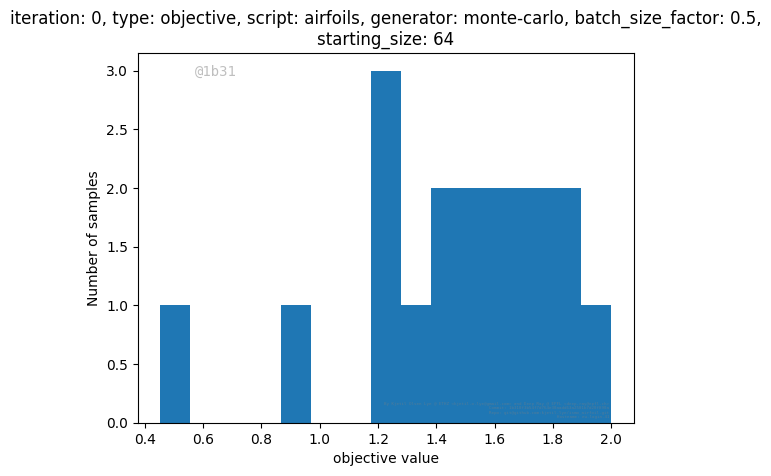 iteration: 0, type: objective, script: airfoils, generator: monte-carlo, batch_size_factor: 0.5,
starting_size: 64
@1b31
3.0
2.5
2.0
1.5
1.0
0.5
0.0
Number of samples
0.4 0.6 0.8 1.0 1.2 1.4 1.6 1.8 2.0
objective value